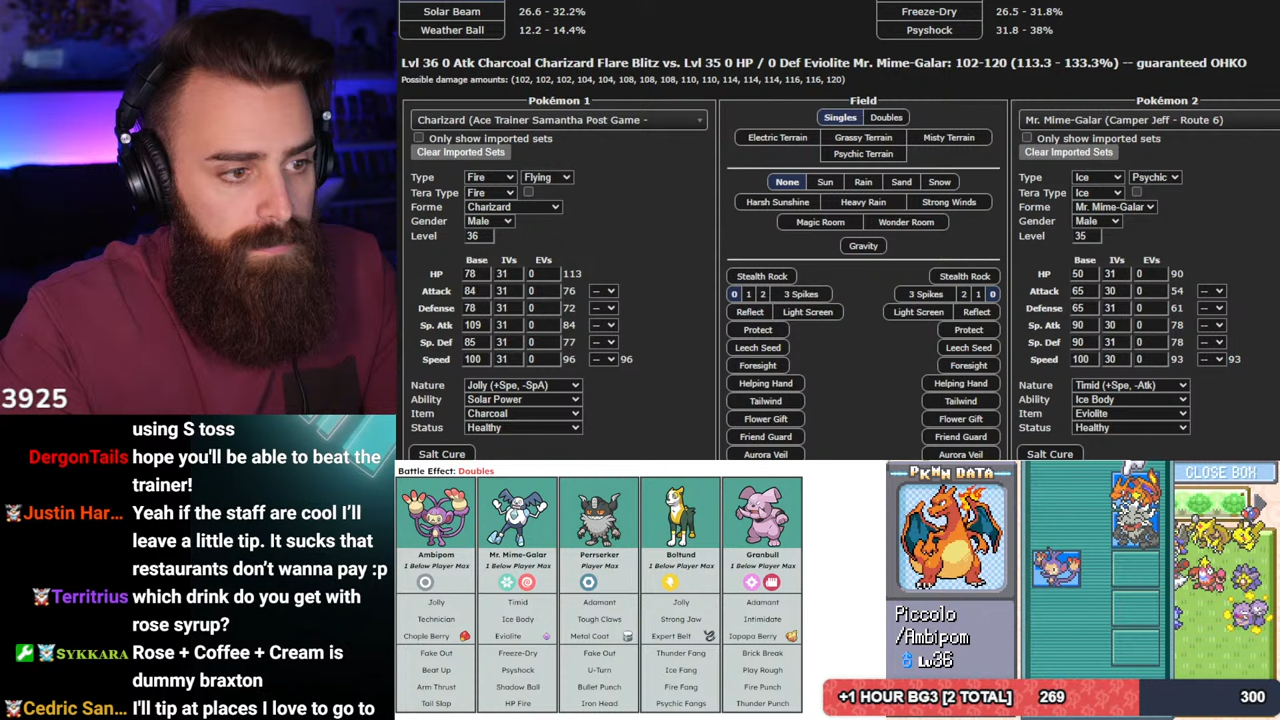 Solar Beam 26.6 - 32.2%
Weather Ball 12.2 - 14.4%
Freeze-Dry 26.5 - 31.8%
Psyshock 31.8 - 38%
Lvl 36 0 Atk Charcoal Charizard Flare Blitz vs. Lvl 35 0 HP / 0 Def Eviolite Mr. Mime-Galar: 102-120 (113.3 - 133.3%) -- guaranteed OHKO
Possible damage amounts: (102, 102, 102, 104, 104, 108, 108, 108, 110, 110, 114, 114, 114, 116, 116, 120)
Pokémon 1
Charizard (Ace Trainer Samantha Post Game -
Only show imported sets
Clear Imported Sets
Type Fire Flying
Tera Type Fire
Forme Charizard
Gender Male
Level 36
Base IVs EVs
HP 78 31 0 113
Attack 84 31 0 76 --
Defense 78 31 0 72 --
Sp. Atk 109 31 0 84 --
Sp. Def 85 31 0 77 --
Speed 100 31 0 96 -- 96
Nature Jolly (+Spe, -SpA)
Ability Solar Power
Item Charcoal
Status Healthy
Salt Cure
Field
Singles Doubles
Electric Terrain Grassy Terrain Misty Terrain
Psychic Terrain
None Sun Rain Sand Snow
Harsh Sunshine Heavy Rain Strong Winds
Magic Room Wonder Room
Gravity
Stealth Rock Stealth Rock
0 1 2 3 Spikes 3 Spikes 2 1 0
Reflect Light Screen Light Screen Reflect
Protect Protect
Leech Seed Leech Seed
Foresight Foresight
Helping Hand Helping Hand
Tailwind Tailwind
Flower Gift Flower Gift
Friend Guard Friend Guard
Aurora Veil Aurora Veil
Pokémon 2
Mr. Mime-Galar (Camper Jeff - Route 6)
Only show imported sets
Clear Imported Sets
Type Ice Psychic
Tera Type Ice
Forme Mr. Mime-Galar
Gender Male
Level 35
Base IVs EVs
HP 50 31 0 90
Attack 65 30 0 54 --
Defense 65 31 0 61 --
Sp. Atk 90 30 0 78 --
Sp. Def 90 31 0 78 --
Speed 100 30 0 93 -- 93
Nature Timid (+Spe, -Atk)
Ability Ice Body
Item Eviolite
Status Healthy
Salt Cure
3925
using S toss
DergonTails hope you'll be able to beat the
trainer!
Justin Har... Yeah if the staff are cool I'll
leave a little tip. It sucks that
restaurants don't wanna pay :p
Territrius which drink do you get with
rose syrup?
SYKKARA Rose + Coffee + Cream is
dummy braxton
Cedric San... I'll tip at places I love to go to
Battle Effect: Doubles
Ambipom Mr. Mime-Galar Perrserker Boltund Granbull
1 Below Player Max 1 Below Player Max Player Max 1 Below Player Max 1 Below Player Max
Jolly Timid Adamant Jolly Adamant
Technician Ice Body Tough Claws Strong Jaw Intimidate
Chople Berry Eviolite Metal Coat Expert Belt Iapapa Berry
Fake Out Freeze-Dry Fake Out Thunder Fang Brick Break
Beat Up Psyshock U-Turn Ice Fang Play Rough
Arm Thrust Shadow Ball Bullet Punch Fire Fang Fire Punch
Tail Slap HP Fire Iron Head Psychic Fangs Thunder Punch
PKMN DATA
CLOSE BOX
Piccolo
/Ambipom
Lv36
+1 HOUR BG3 [2 TOTAL] 269 300